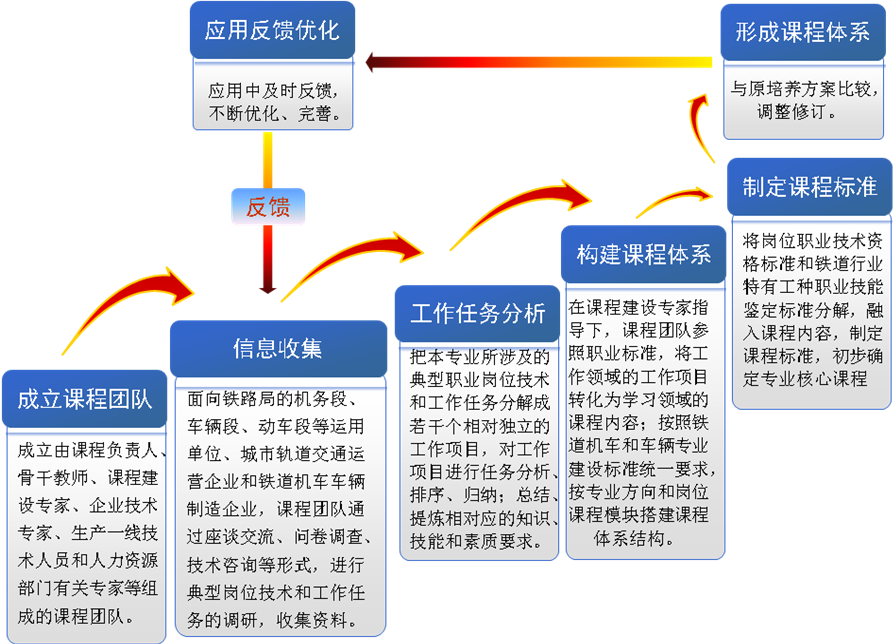 应用反馈优化
应用中及时反馈，
不断优化、完善。
反馈
形成课程体系
与原培养方案比较，
调整修订。
成立课程团队
成立由课程负责人、
骨干教师、课程建
设专家、企业技术
专家、生产一线技
术人员和人力资源
部门有关专家等组
成的课程团队。
信息收集
面向铁路局的机务段、
车辆段、动车段等运用
单位、城市轨道交通运
营企业和铁道机车车辆
制造企业，课程团队通
过座谈交流、问卷调查、
技术咨询等形式，进行
典型岗位技术和工作任
务的调研，收集资料。
工作任务分析
把本专业所涉及的
典型职业岗位技术
和工作任务分解成
若干个相对独立的
工作项目，对工作
项目进行任务分析、
排序、归纳；总结、
提炼相对应的知识、
技能和素质要求。
构建课程体系
在课程建设专家指
导下，课程团队参
照职业标准，将工
作领域的工作项目
转化为学习领域的
课程内容；按照铁
道机车和车辆专业
建设标准统一要求，
按专业方向和岗位
课程模块搭建课程
体系结构。
制定课程标准
将岗位职业技术资
格标准和铁道行业
特有工种职业技能
鉴定标准分解，融
入课程内容，制定
课程标准，初步确
定专业核心课程